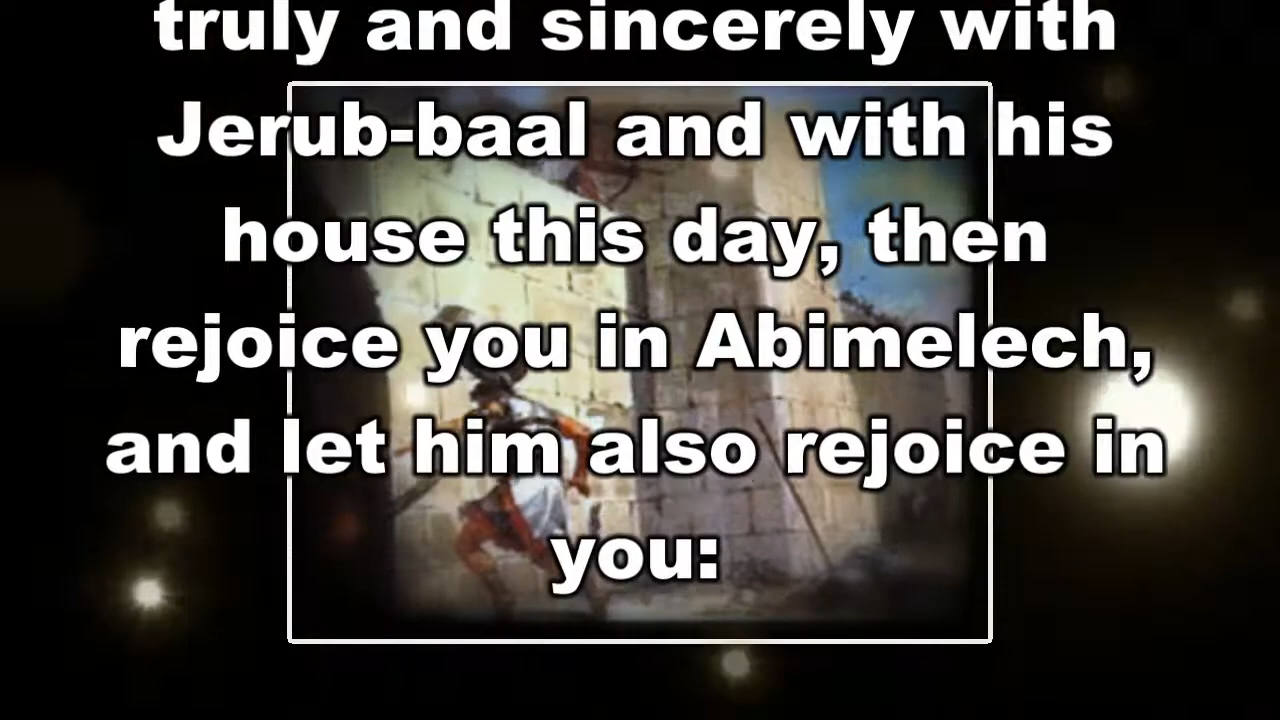 truly and sincerely with
Jerub-baal and with his
house this day, then
rejoice you in Abimelech,
and let him also rejoice in
you: